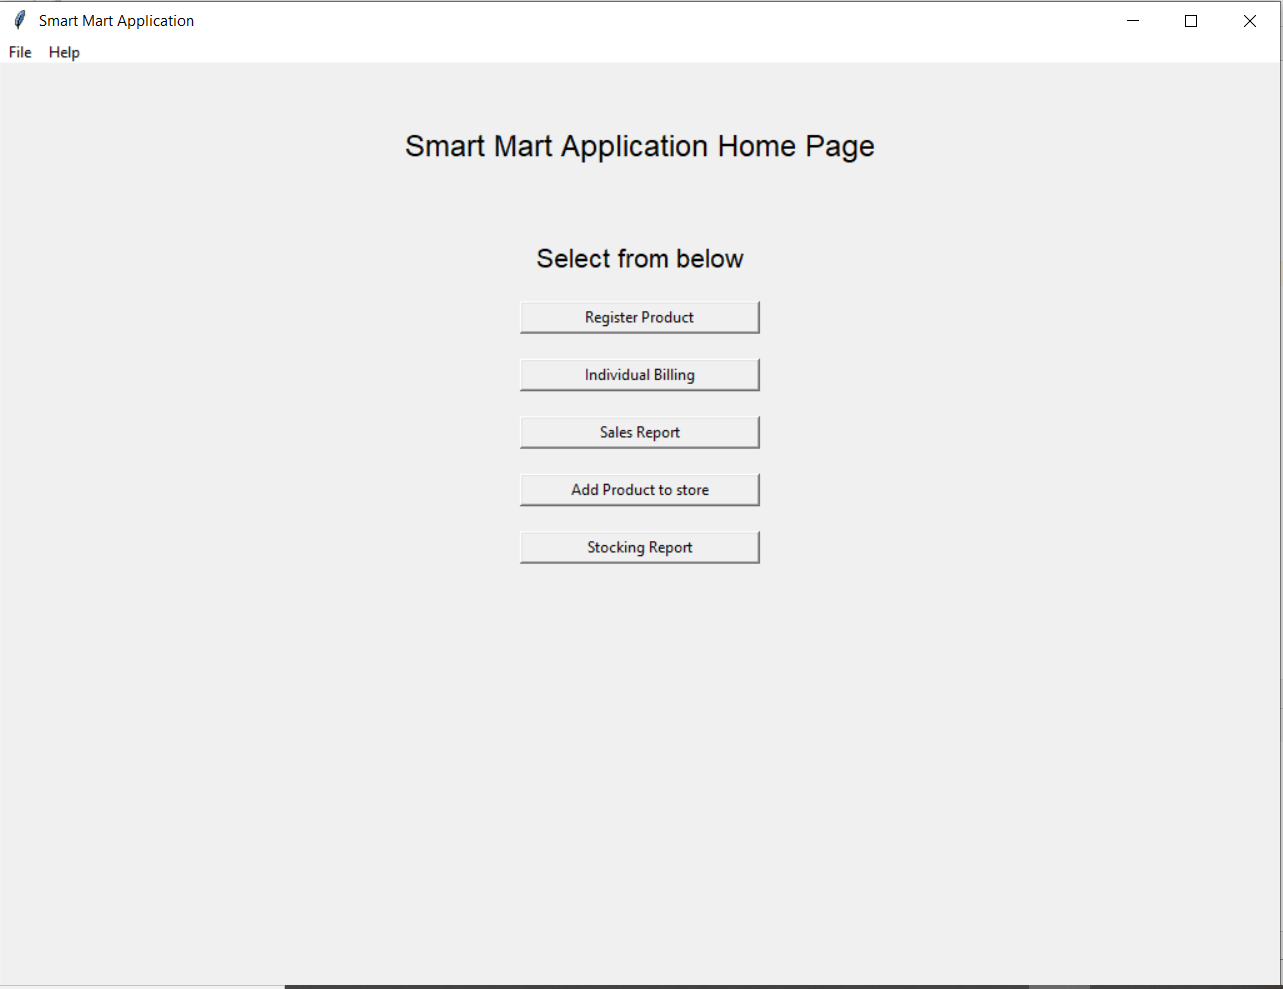 Smart Mart Application
File Help
Smart Mart Application Home Page
Select from below
Register Product
Individual Billing
Sales Report
Add Product to store
Stocking Report